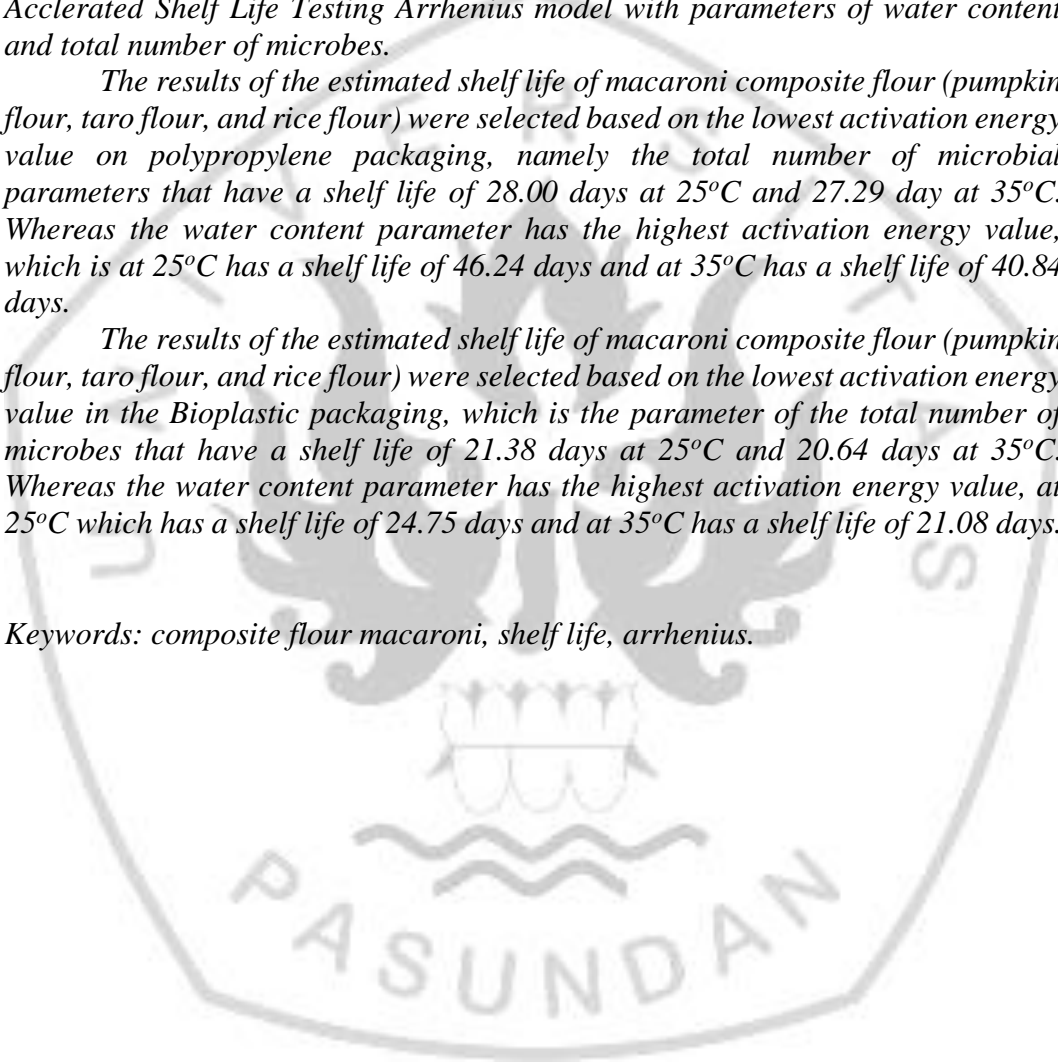 Acclerated Shelf Life Testing Arrhenius model with parameters of water content
and total number of microbes.
The results of the estimated shelf life of macaroni composite flour (pumpkin
flour, taro flour, and rice flour) were selected based on the lowest activation energy
value on polypropylene packaging, namely the total number of microbial
parameters that have a shelf life of 28.00 days at 25°C and 27.29 day at 35°C.
Whereas the water content parameter has the highest activation energy value,
which is at 25°C has a shelf life of 46.24 days and at 35°C has a shelf life of 40.84
days.
The results of the estimated shelf life of macaroni composite flour (pumpkin
flour, taro flour, and rice flour) were selected based on the lowest activation energy
value in the Bioplastic packaging, which is the parameter of the total number of
microbes that have a shelf life of 21.38 days at 25°C and 20.64 days at 35°C.
Whereas the water content parameter has the highest activation energy value, at
25°C which has a shelf life of 24.75 days and at 35°C has a shelf life of 21.08 days.
Keywords: composite flour macaroni, shelf life, arrhenius.
UNIVERSITAS
PASUNDAN